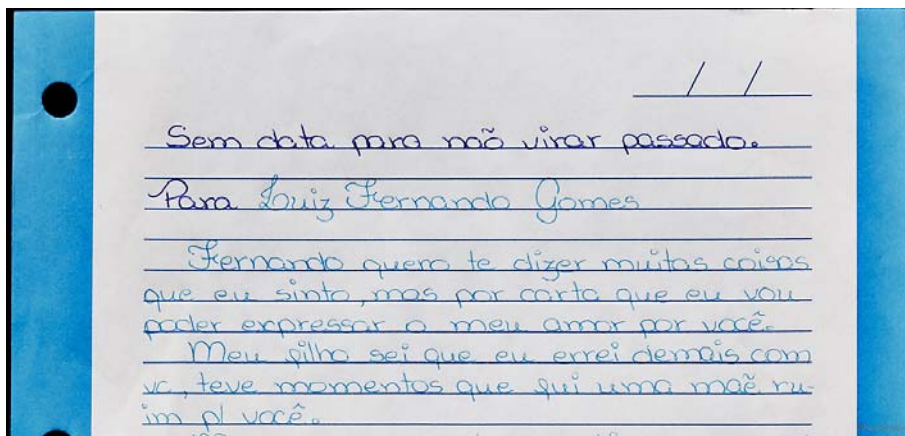 / /
Sem data para não virar passado.
Para Luiz Fernando Gomes
Fernando quero te dizer muitas coisas
que eu sinto, mas por carta que eu vou
poder expressar o meu amor por você.
Meu filho sei que eu errei demais com
vc, teve momentos que fui uma maẽ ru-
im p/ você.